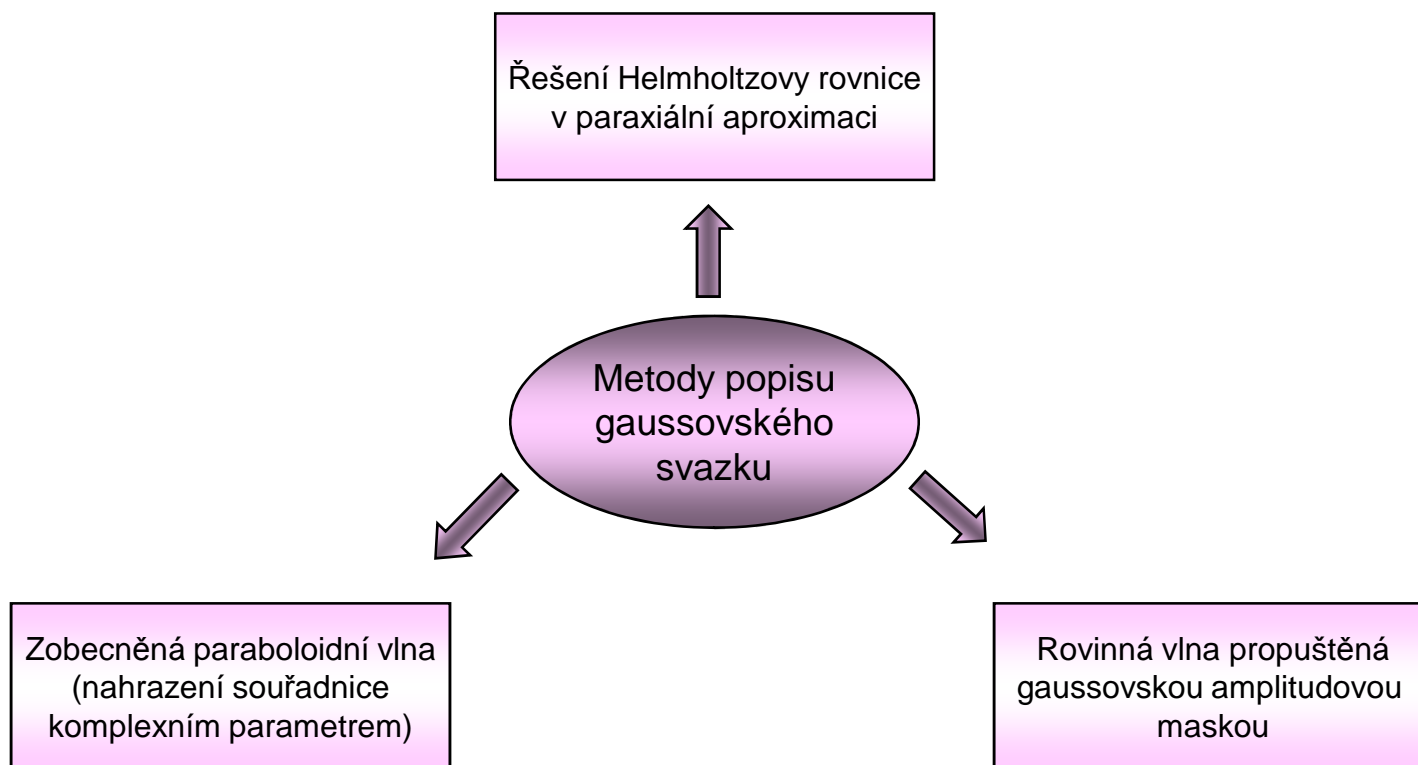 Řešení Helmholtzovy rovnice
v paraxiální aproximaci
Metody popisu
gaussovského
svazku
Zobecněná paraboloidní vlna
(nahrazení souřadnice
komplexním parametrem)
Rovinná vlna propuštěná
gaussovskou amplitudovou
maskou